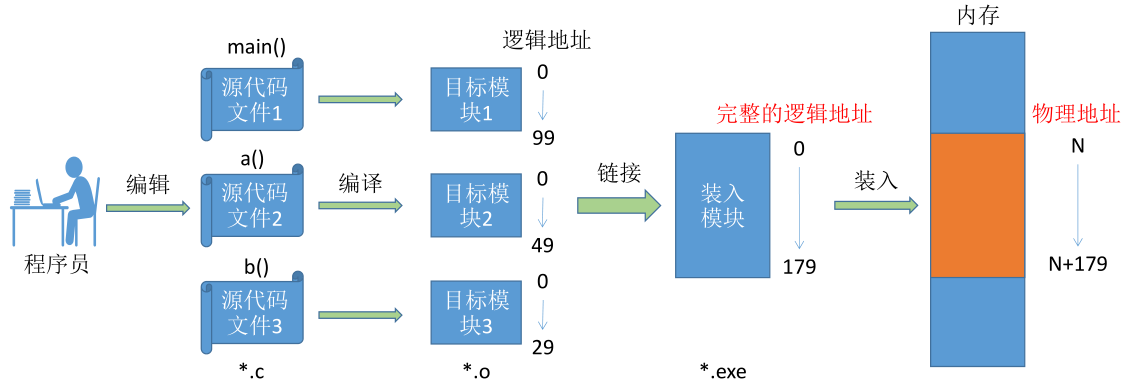 main()
源代码
文件1
a()
源代码
文件2
b()
源代码
文件3
*.c
程序员
编辑
编译
逻辑地址
目标模
块1
0
99
目标模
块2
0
49
目标模
块3
0
29
*.o
链接
完整的逻辑地址
装入
模块
0
179
*.exe
装入
内存
物理地址
N
N+179